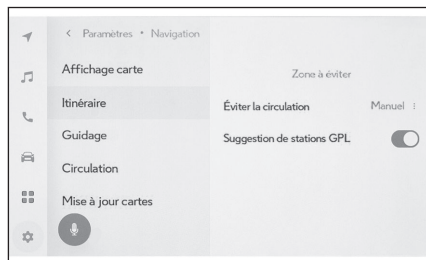 < Paramètres • Navigation
Affichage carte
Itinéraire
Guidage
Circulation
Mise à jour cartes
Zone à éviter
Éviter la circulation Manuel
Suggestion de stations GPL